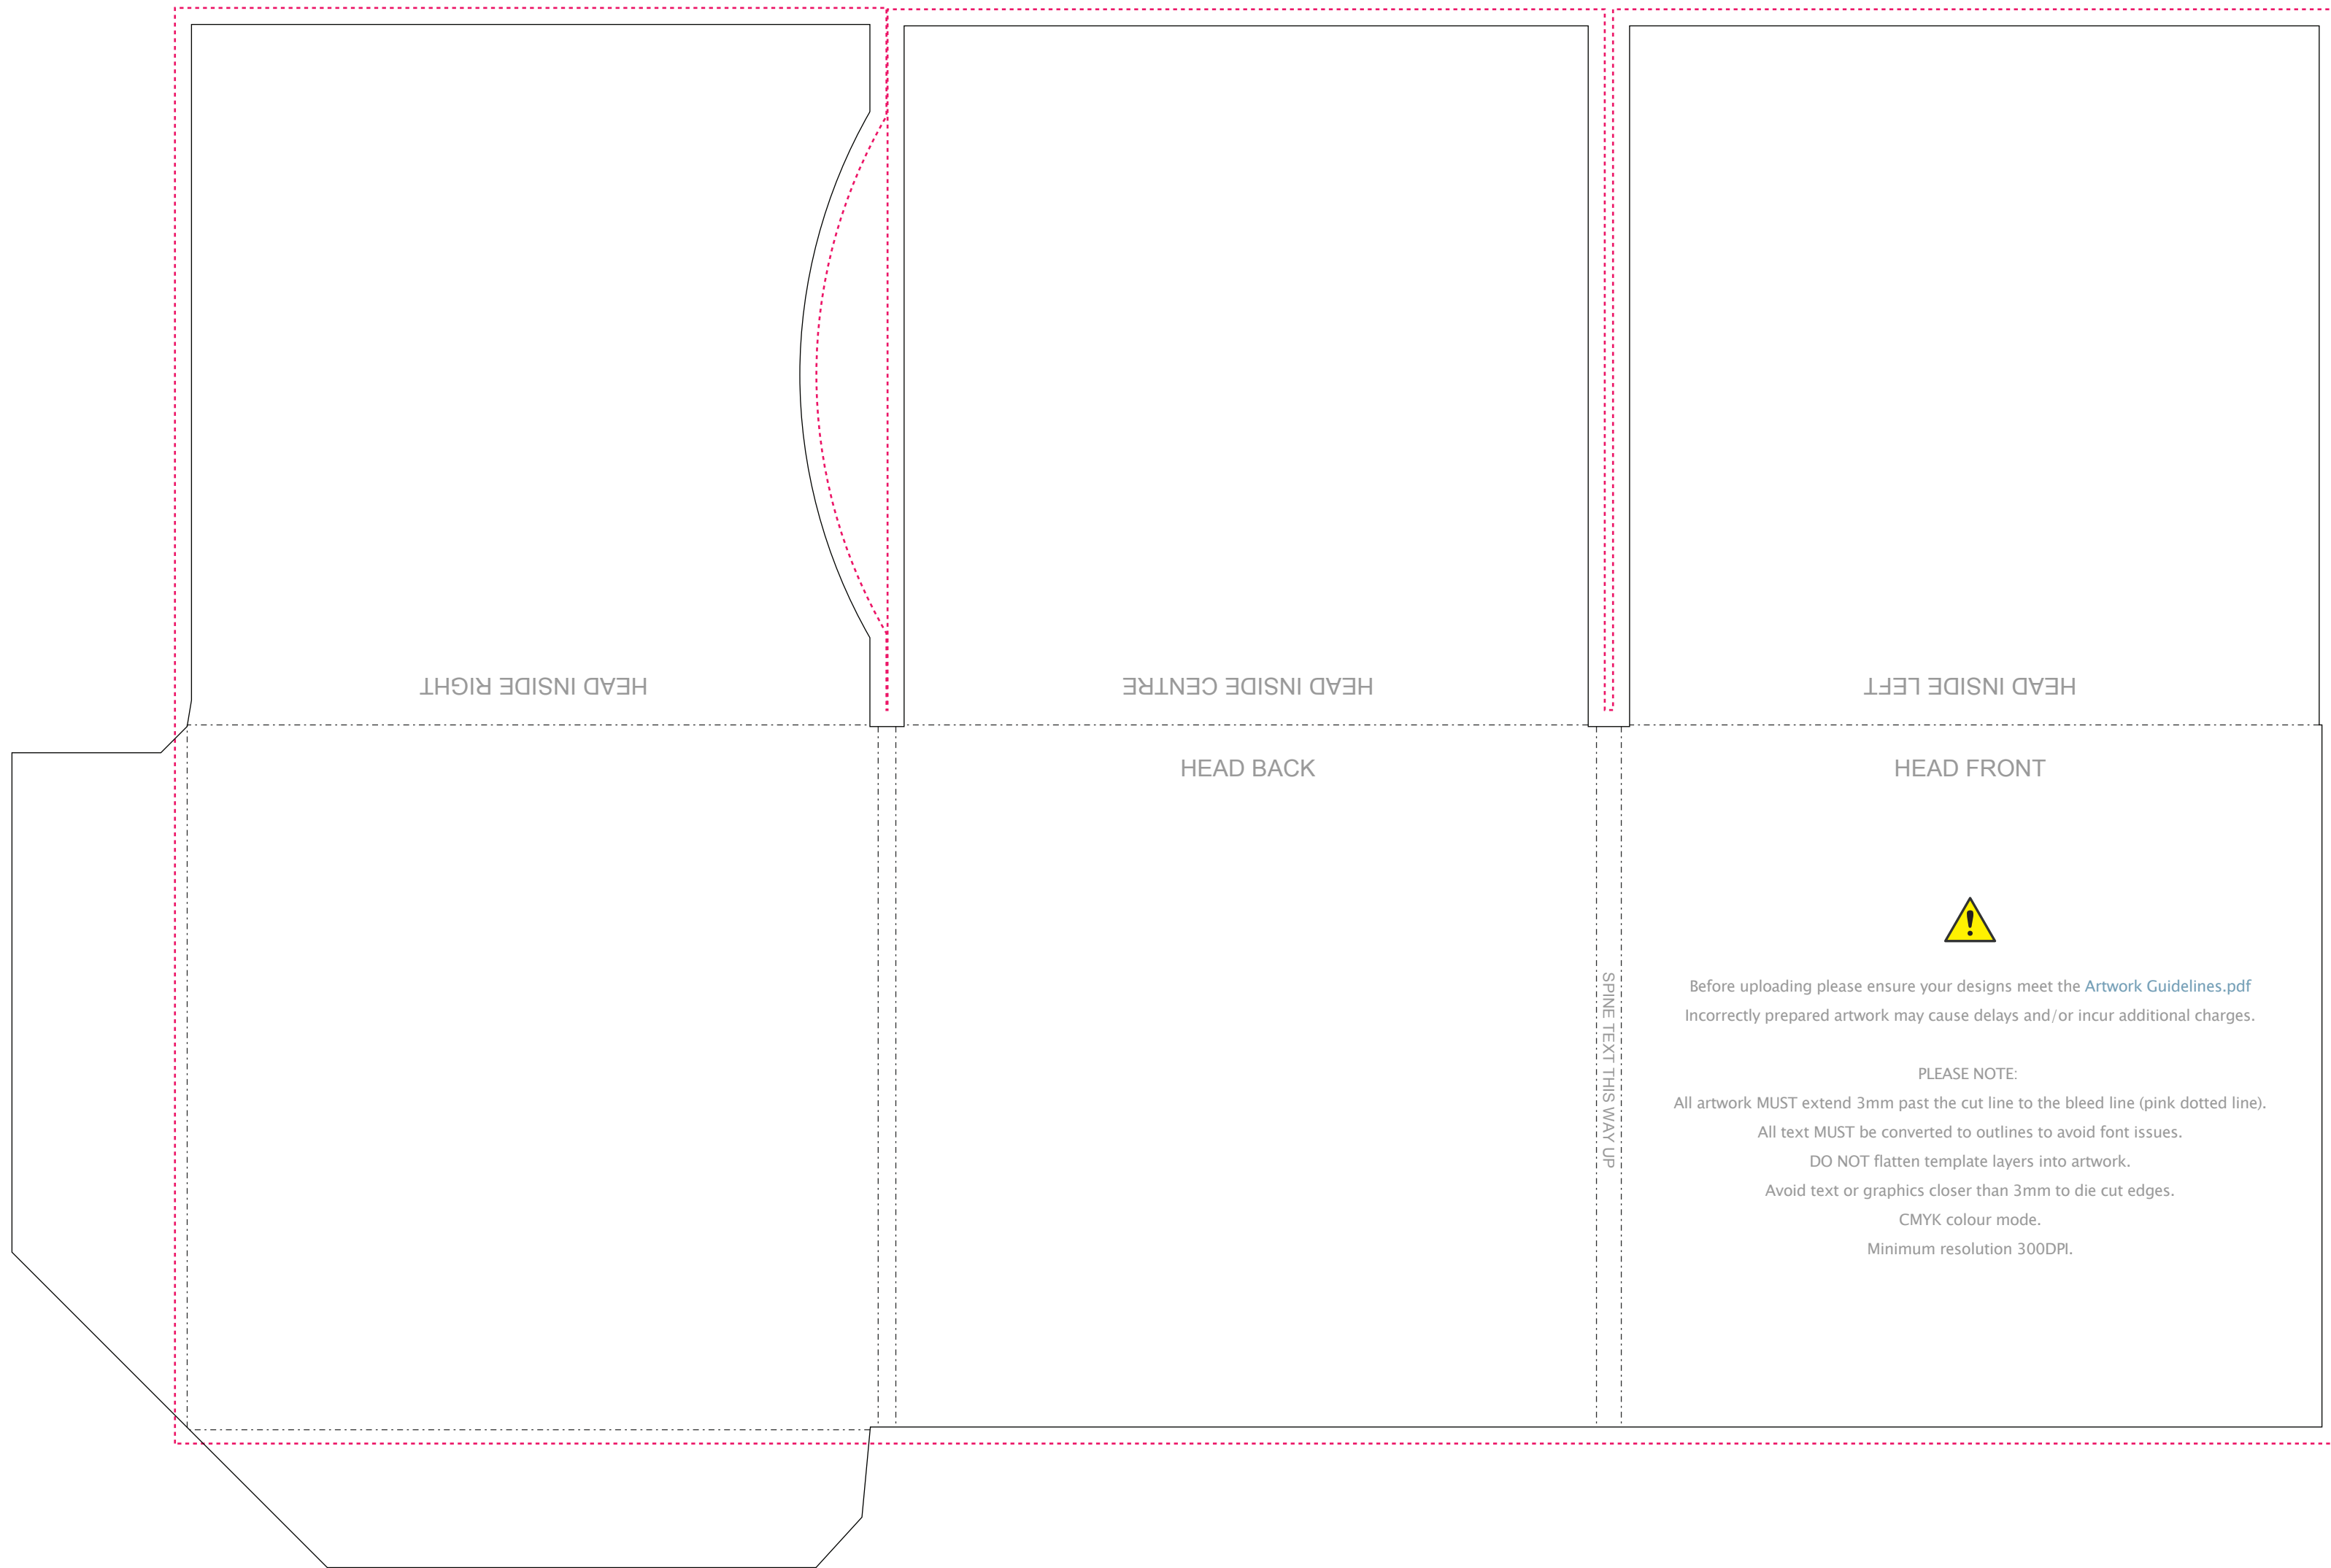 HEAD INSIDE RIGHT
HEAD INSIDE CENTRE
HEAD INSIDE LEFT
HEAD BACK
HEAD FRONT
SPINE TEXT THIS WAY UP
Before uploading please ensure your designs meet the Artwork Guidelines.pdf
Incorrectly prepared artwork may cause delays and/or incur additional charges.
PLEASE NOTE:
All artwork MUST extend 3mm past the cut line to the bleed line (pink dotted line).
All text MUST be converted to outlines to avoid font issues.
DO NOT flatten template layers into artwork.
Avoid text or graphics closer than 3mm to die cut edges.
CMYK colour mode.
Minimum resolution 300DPI.